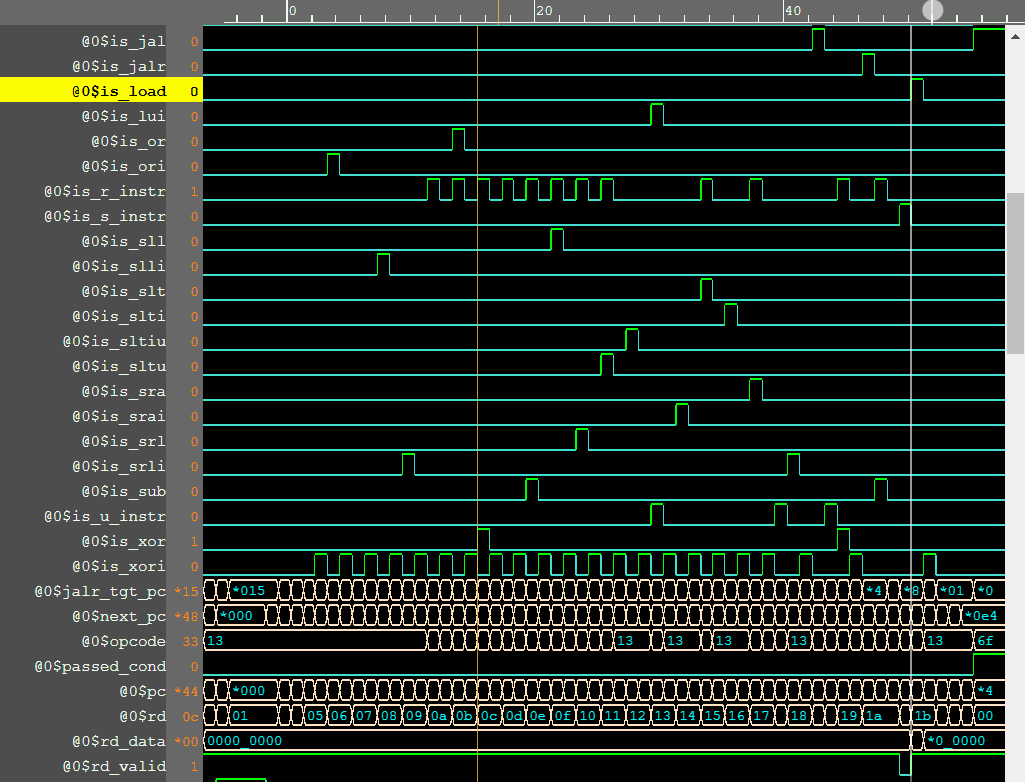 0 20 40
@0$is_jal 0
@0$is_jalr 0
@0$is_load 0
@0$is_lui 0
@0$is_or 0
@0$is_ori 0
@0$is_r_instr 1
@0$is_s_instr 0
@0$is_sll 0
@0$is_slli 0
@0$is_slt 0
@0$is_slti 0
@0$is_sltiu 0
@0$is_sltu 0
@0$is_sra 0
@0$is_srai 0
@0$is_srl 0
@0$is_srli 0
@0$is_sub 0
@0$is_u_instr 0
@0$is_xor 1
@0$is_xori 0
@0$jalr_tgt_pc *15 *015 *4 *8 *01 *0
@0$next_pc *48 *000 *0e4
@0$opcode 33 13 13 13 13 13 13 6f
@0$passed_cond 0
@0$pc *44 *000 *4
@0$rd 0c 01 05 06 07 08 09 0a 0b 0c 0d 0e 0f 10 11 12 13 14 15 16 17 18 19 1a 1b 00
@0$rd_data *00 0000_0000 *0_0000
@0$rd_valid 1